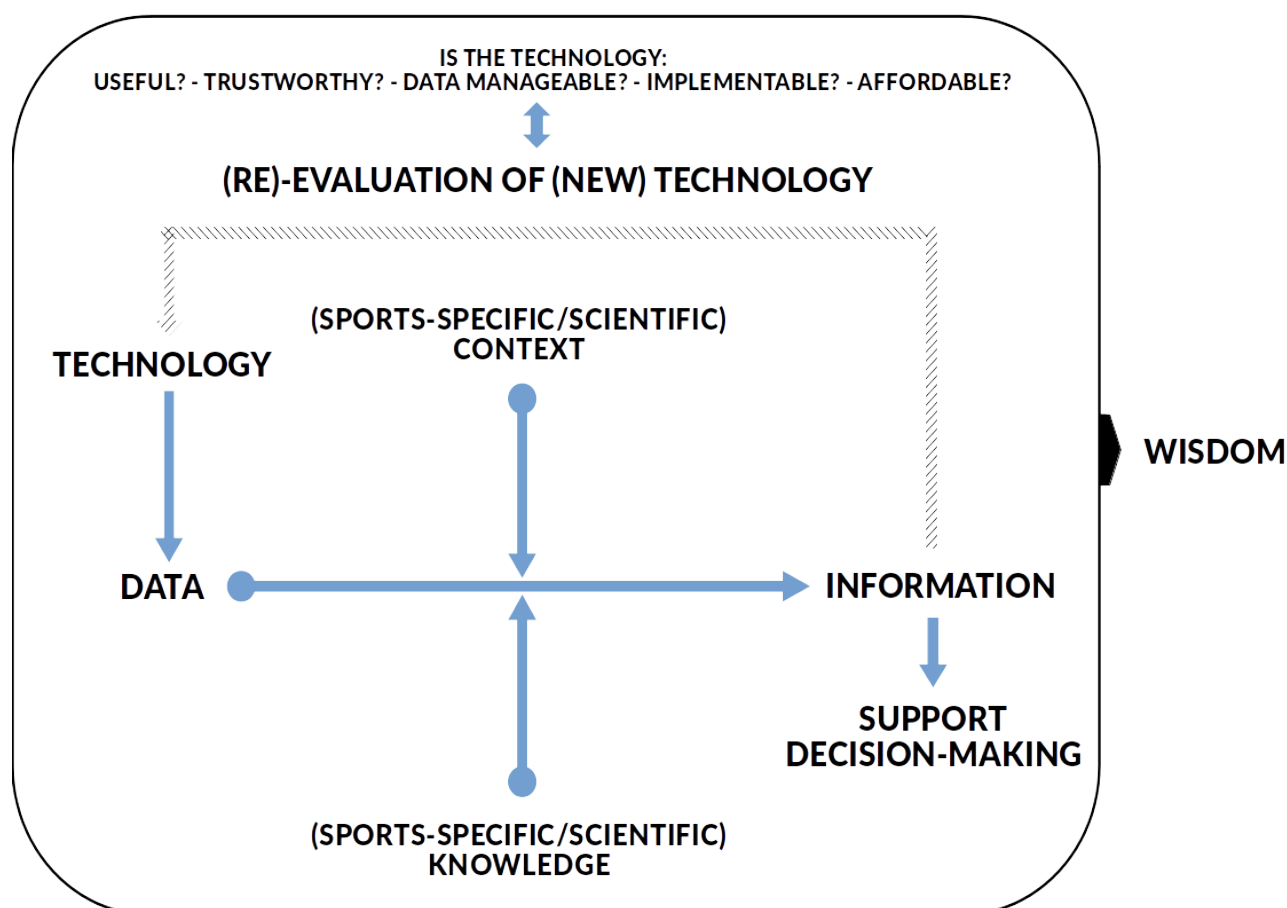 IS THE TECHNOLOGY:
USEFUL? - TRUSTWORTHY? - DATA MANAGEABLE? - IMPLEMENTABLE? - AFFORDABLE?
(RE)-EVALUATION OF (NEW) TECHNOLOGY
(SPORTS-SPECIFIC/SCIENTIFIC)
CONTEXT
TECHNOLOGY
WISDOM
DATA
INFORMATION
SUPPORT
DECISION-MAKING
(SPORTS-SPECIFIC/SCIENTIFIC)
KNOWLEDGE